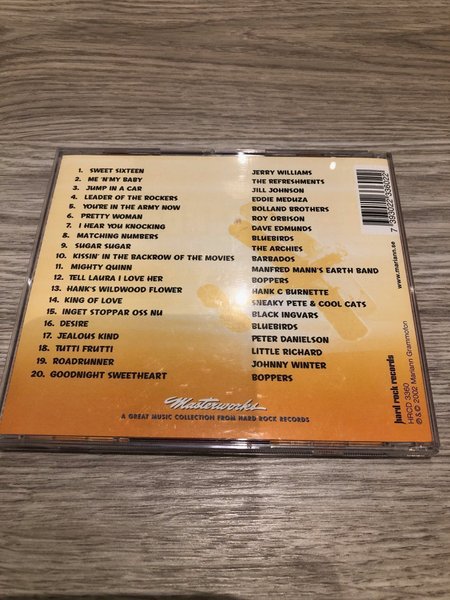 1. SWEET SIXTEEN JERRY WILLIAMS
2. ME 'N'MY BABY THE REFRESHMENTS
3. JUMP IN A CAR JILL JOHNSON
4. LEADER OF THE ROCKERS EDDIE MEDUZA
5. YOU'RE IN THE ARMY NOW BOLLAND BROTHERS
6. PRETTY WOMAN ROY ORBISON
7. I HEAR YOU KNOCKING DAVE EDMUNDS
8. MATCHING NUMBERS BLUEBIRDS
9. SUGAR SUGAR THE ARCHIES
10. KISSIN' IN THE BACKROW OF THE MOVIES BARBADOS
11. MIGHTY QUINN MANFRED MANN'S EARTH BAND
12. TELL LAURA I LOVE HER BOPPERS
13. HANK'S WILDWOOD FLOWER HANK C BURNETTE
14. KING OF LOVE SNEAKY PETE & COOL CATS
15. INGET STOPPAR OSS NU BLACK INGVARS
16. DESIRE BLUEBIRDS
17. JEALOUS KIND PETER DANIELSON
18. TUTTI FRUTTI LITTLE RICHARD
19. ROADRUNNER JOHNNY WINTER
20. GOODNIGHT SWEETHEART BOPPERS
Masterworks
A GREAT MUSIC COLLECTION FROM HARD ROCK RECORDS
www.mariann.se
hard rock records
HRCD 3360
℗ & © 2002 Mariann Grammofon